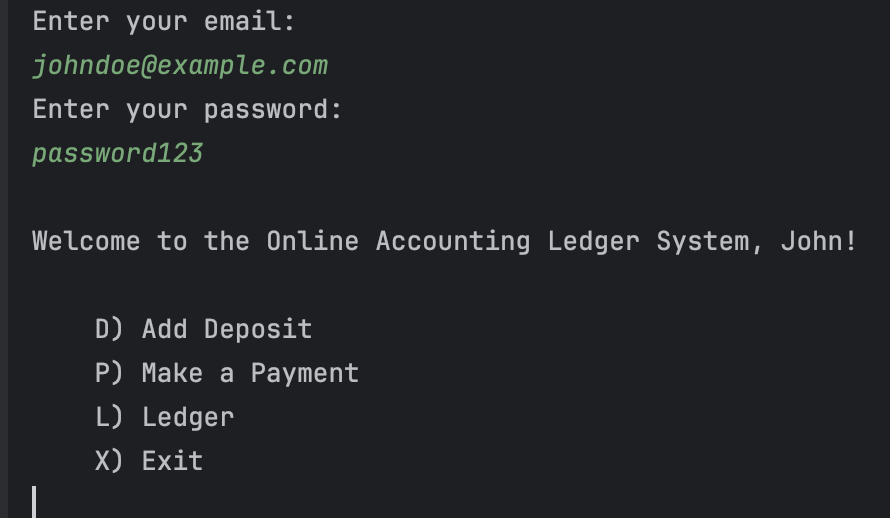 Enter your email:
johndoe@example.com
Enter your password:
password123
Welcome to the Online Accounting Ledger System, John!
D) Add Deposit
P) Make a Payment
L) Ledger
X) Exit